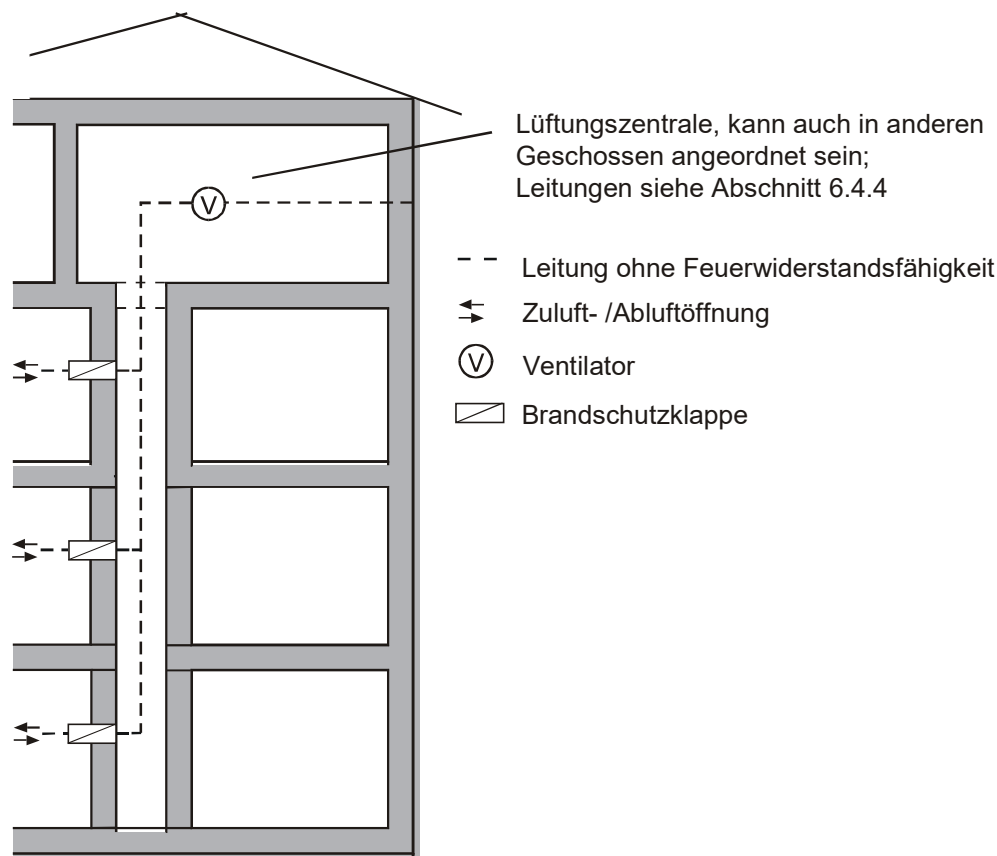 Lüftungszentrale, kann auch in anderen
Geschossen angeordnet sein;
Leitungen siehe Abschnitt 6.4.4
V
Leitung ohne Feuerwiderstandsfähigkeit
Zuluft- /Abluftöffnung
V Ventilator
Brandschutzklappe